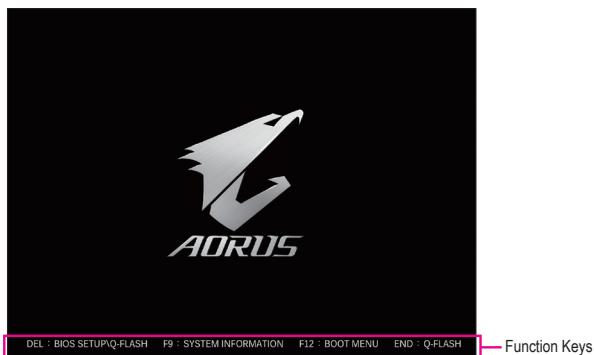 AORUS
DEL : BIOS SETUP\Q-FLASH F9 : SYSTEM INFORMATION F12 : BOOT MENU END : Q-FLASH
Function Keys